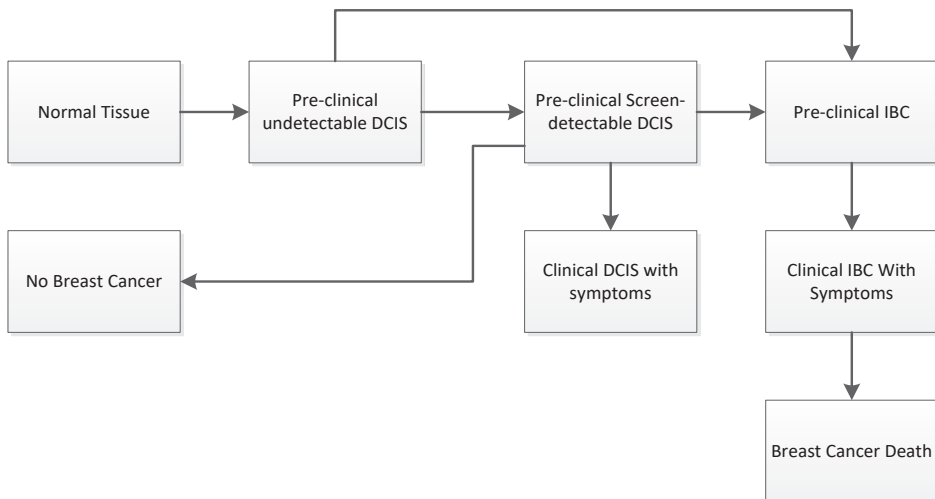 Normal Tissue
Pre-clinical
undetectable DCIS
Pre-clinical Screen-
detectable DCIS
Pre-clinical IBC
No Breast Cancer
Clinical DCIS with
symptoms
Clinical IBC With
Symptoms
Breast Cancer Death